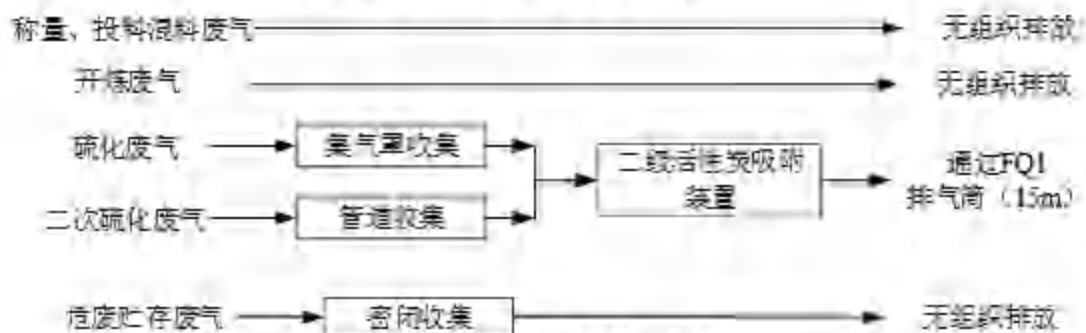 称量、投料混料废气 无组织排放
开炼废气 无组织排放
硫化废气 集气罩收集
二级活性炭吸附
装置
通过FQ1
排气筒（15m）
二次硫化废气 管道收集
危废贮存废气 密闭收集 无组织排放